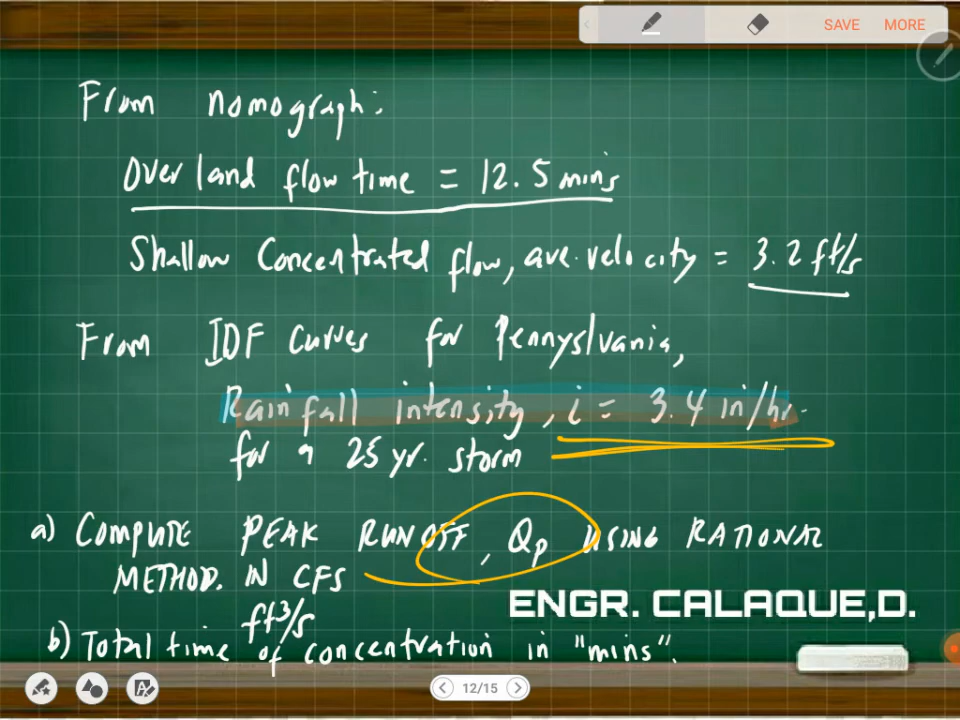 SAVE MORE
From nomograph:
Overland flow time = 12.5 mins
Shallow Concentrated flow, ave. velocity = 3.2 ft/s
From IDF Curves for Pennyslvania,
Rainfall intensity, i = 3.4 in/hr.
for a 25 yr. storm
a) COMPUTE PEAK RUNOFF, Qp USING RATIONAL
METHOD. IN CFS
ENGR. CALAQUE,D.
ft³/s
b) Total time of concentration in "mins".
12/15